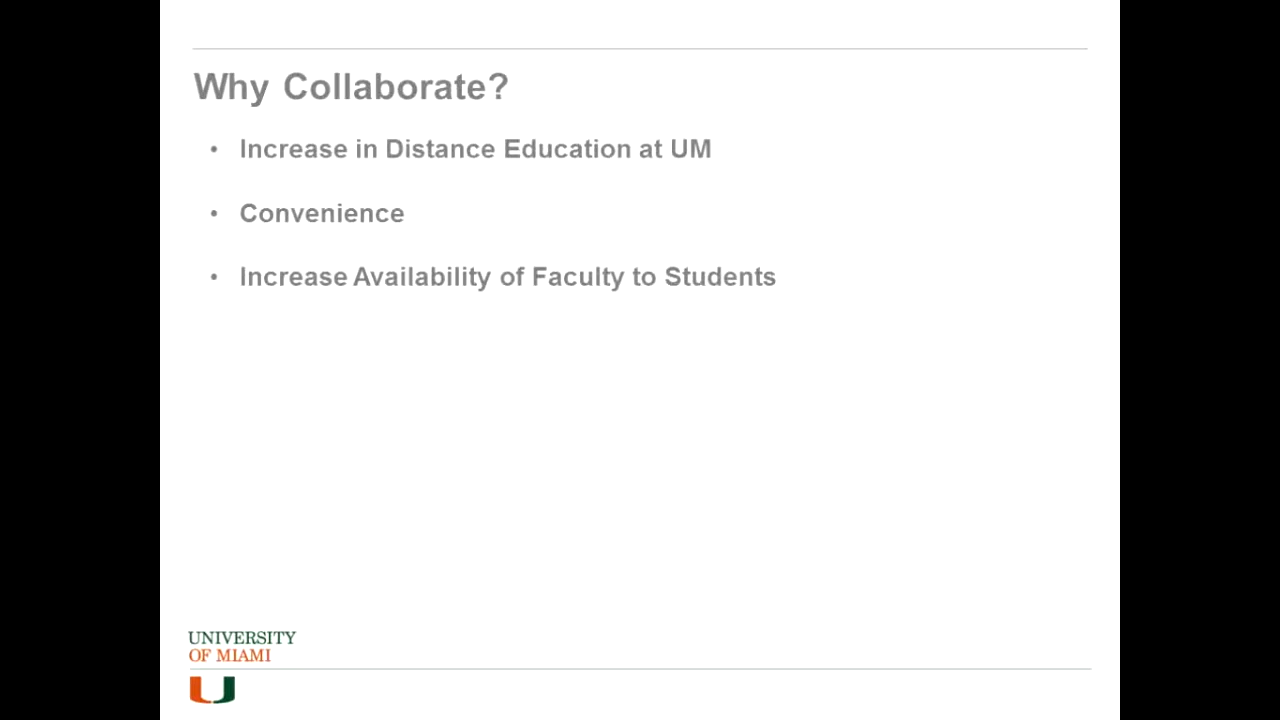 Why Collaborate?
• Increase in Distance Education at UM
• Convenience
• Increase Availability of Faculty to Students
UNIVERSITY
OF MIAMI